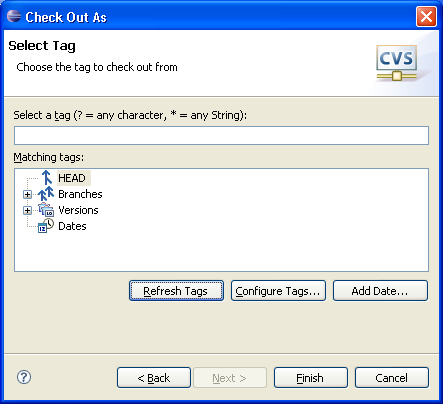 Check Out As
Select Tag
Choose the tag to check out from
CVS
Select a tag (? = any character, * = any String):
Matching tags:
HEAD
Branches
Versions
Dates
Refresh Tags
Configure Tags...
Add Date...
?
< Back
Next >
Finish
Cancel